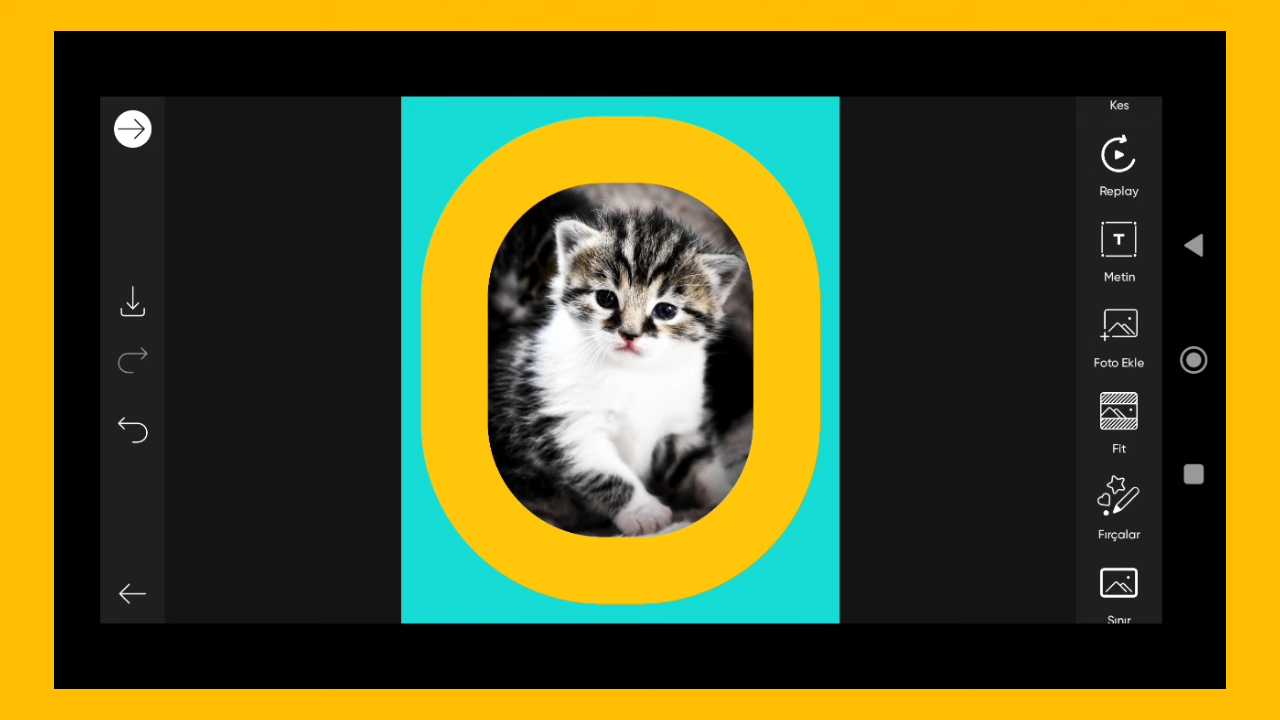 Kes
Replay
T
Metin
Foto Ekle
Fit
Fırçalar
Sınır